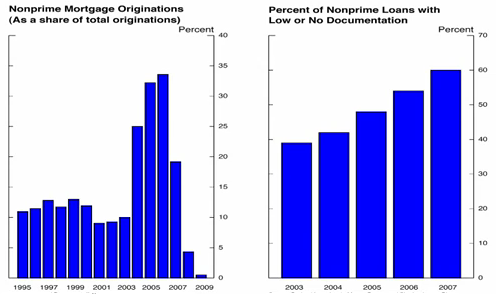 Nonprime Mortgage Originations
(As a share of total originations)
Percent
40
35
30
25
20
15
10
5
0
1995 1997 1999 2001 2003 2005 2007 2009
Percent of Nonprime Loans with
Low or No Documentation
Percent
70
60
50
40
30
20
10
0
2003 2004 2005 2006 2007